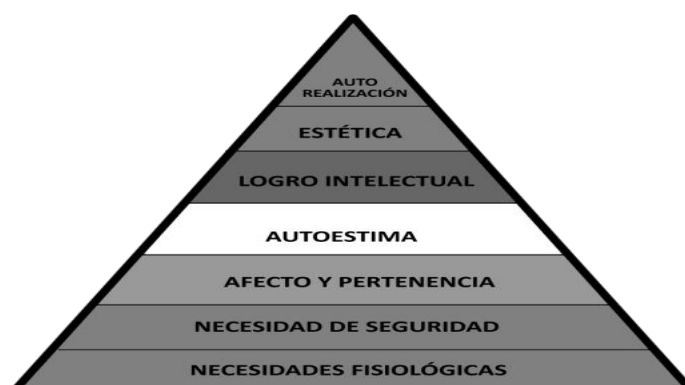 AUTO
REALIZACIÓN
ESTÉTICA
LOGRO INTELECTUAL
AUTOESTIMA
AFECTO Y PERTENENCIA
NECESIDAD DE SEGURIDAD
NECESIDADES FISIOLÓGICAS